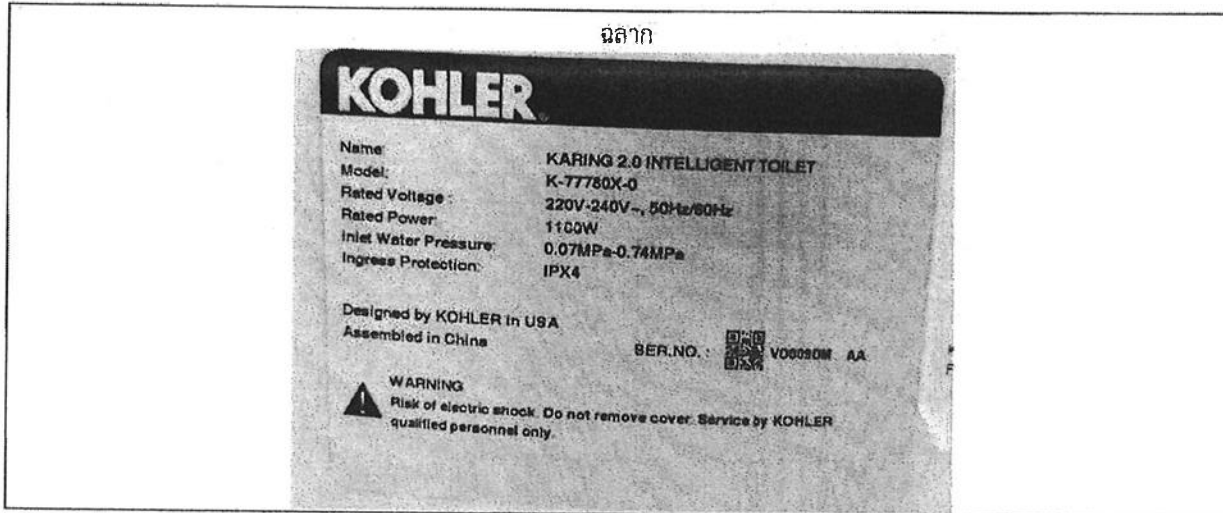 ฉลาก
KOHLER®
Name: KARING 2.0 INTELLIGENT TOILET
Model: K-77780X-0
Rated Voltage : 220V-240V~, 50Hz/60Hz
Rated Power: 1100W
Inlet Water Pressure: 0.07MPa-0.74MPa
Ingress Protection: IPX4
Designed by KOHLER in USA
Assembled in China
SER.NO. : AA
WARNING
Risk of electric shock. Do not remove cover. Service by KOHLER
qualified personnel only.